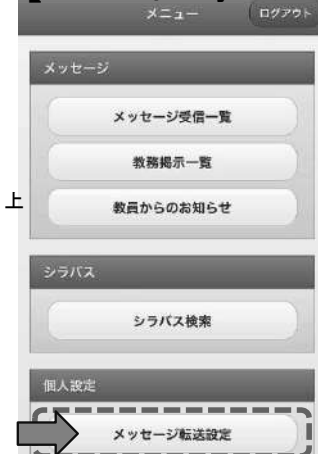 メニュー
ログアウト
メッセージ
メッセージ受信一覧
教務掲示一覧
上
教員からのお知らせ
シラバス
シラバス検索
個人設定
メッセージ転送設定